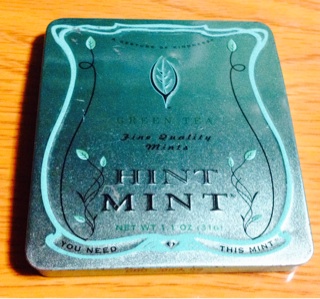 GREEN TEA
Fine Quality
Mints
HINT
MINT
NET WT 1.1 OZ (31G)
YOU NEED THIS MINT